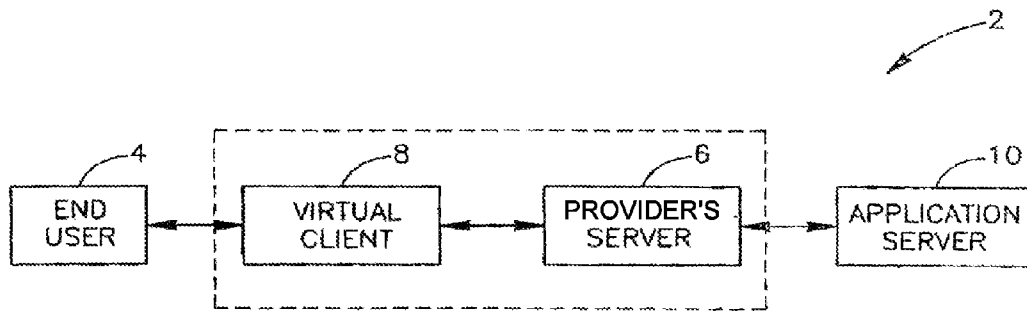 2
4
8
6
10
END
USER
VIRTUAL
CLIENT
PROVIDER'S
SERVER
APPLICATION
SERVER